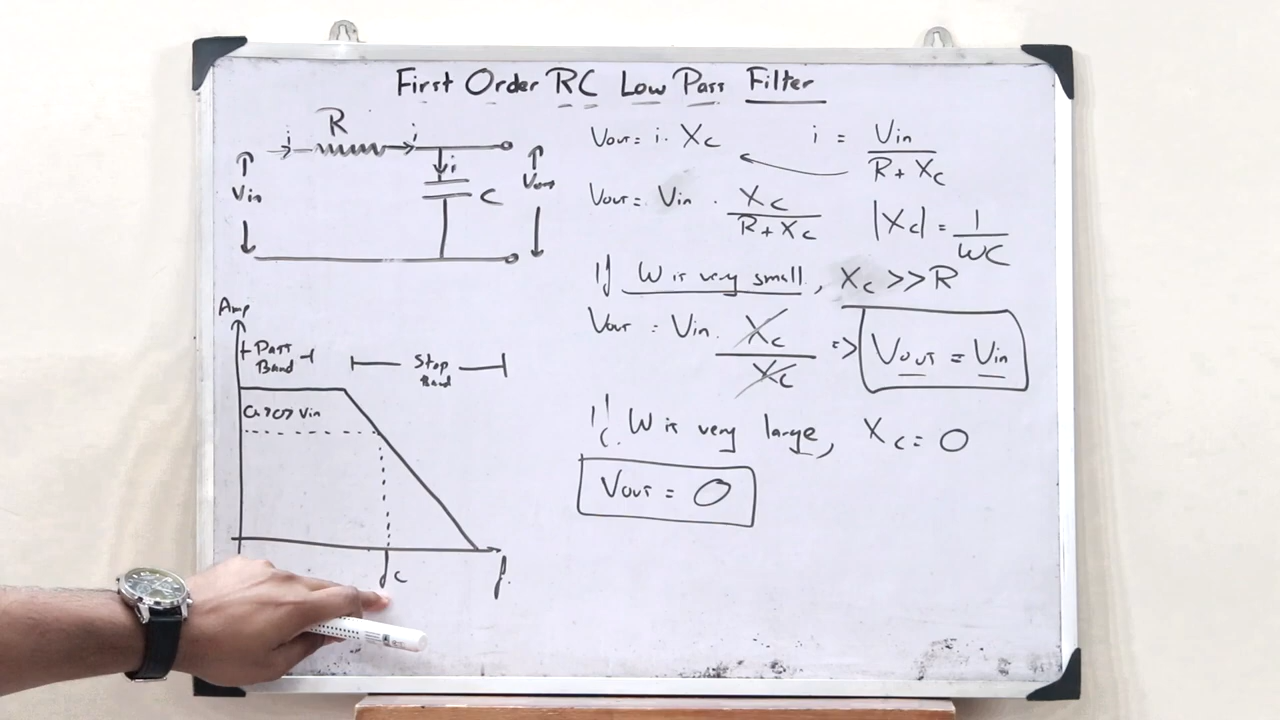 First Order RC Low Pass Filter
R
i
i
i
Vin
C
Vout
Vout = i. Xc
i = Vin / R + Xc
Vout = Vin . Xc / R + Xc
|Xc| = 1 / WC
If W is very small, Xc >> R
Vout = Vin. Xc / Xc => Vout = Vin
If W is very large, Xc = 0
Vout = 0
Amp
Pass
Band
Stop
Band
0.707 Vin
fc
f